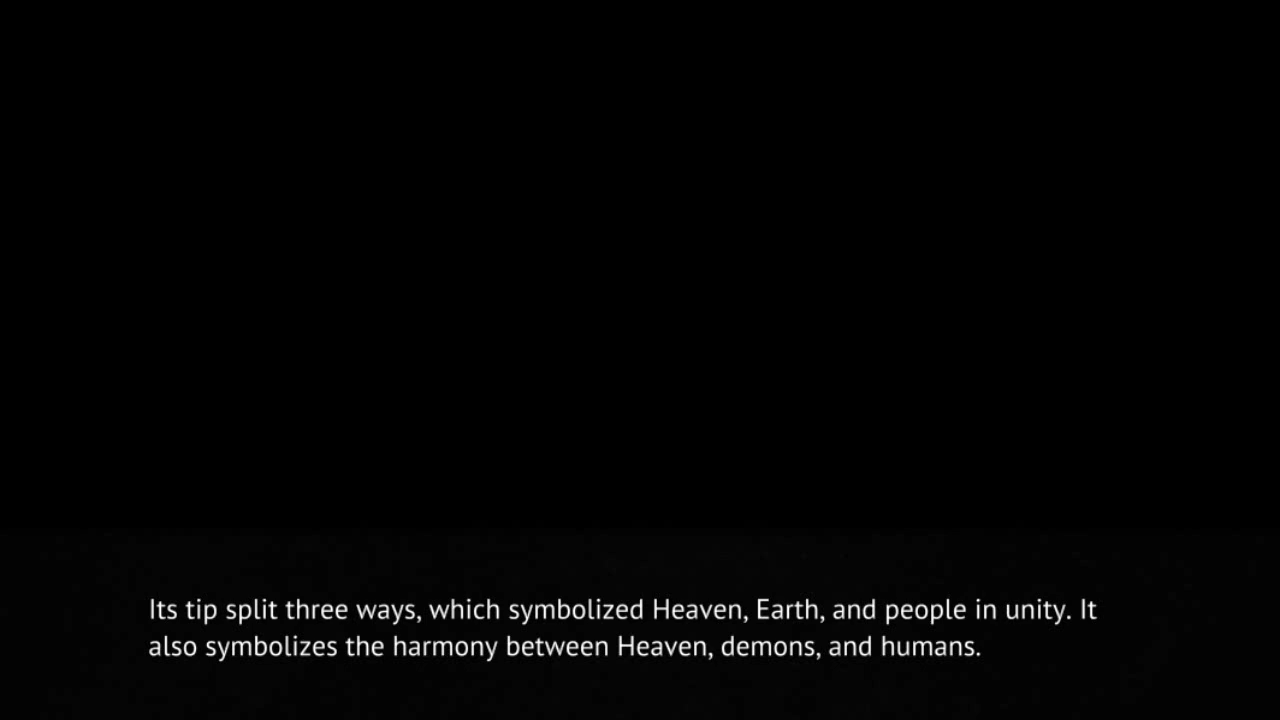 Its tip split three ways, which symbolized Heaven, Earth, and people in unity. It
also symbolizes the harmony between Heaven, demons, and humans.